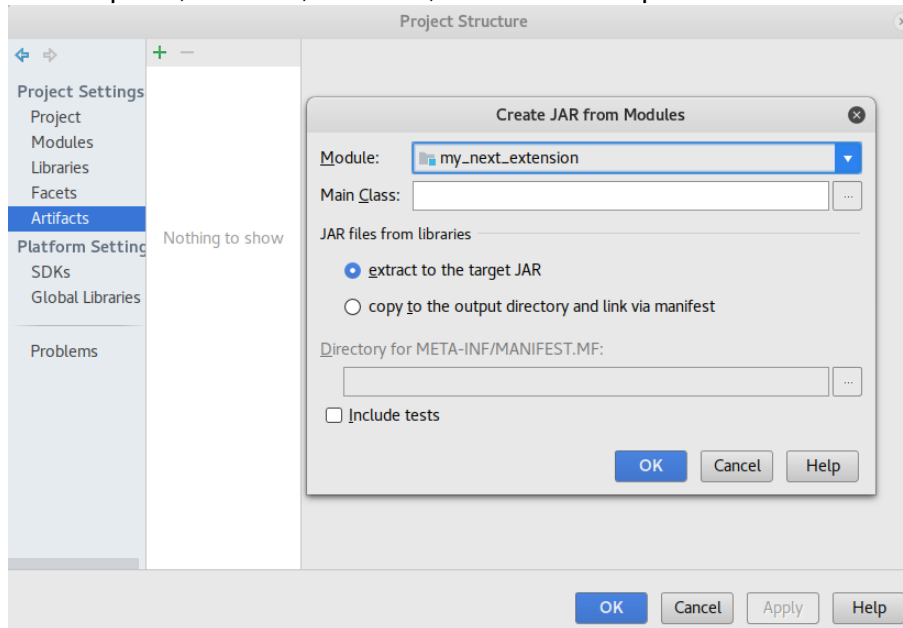 Project Structure
Project Settings
Project
Modules
Libraries
Facets
Artifacts
Platform Setting
SDKs
Global Libraries
Problems
Nothing to show
Create JAR from Modules
Module: my_next_extension
Main Class: ...
JAR files from libraries
extract to the target JAR
copy to the output directory and link via manifest
Directory for META-INF/MANIFEST.MF:
...
Include tests
OK Cancel Help
OK Cancel Apply Help